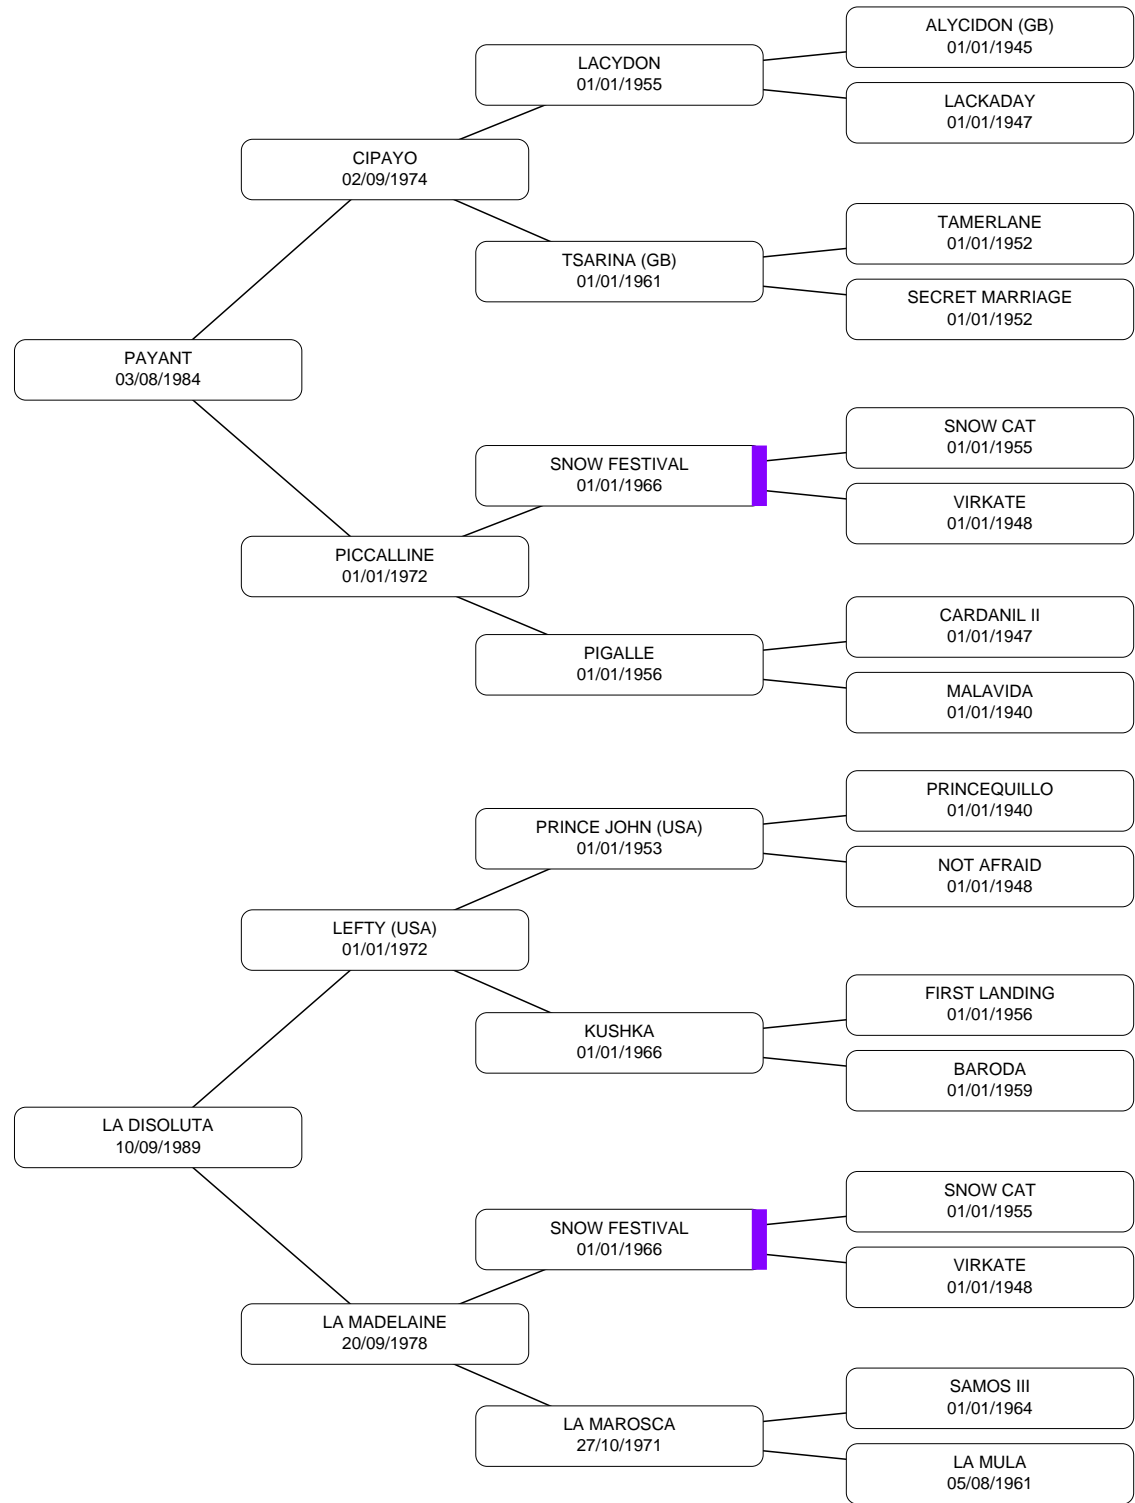 ALYCIDON (GB)
01/01/1945
LACYDON
01/01/1955
LACKADAY
01/01/1947
CIPAYO
02/09/1974
TAMERLANE
01/01/1952
TSARINA (GB)
01/01/1961
SECRET MARRIAGE
01/01/1952
PAYANT
03/08/1984
SNOW CAT
01/01/1955
SNOW FESTIVAL
01/01/1966
VIRKATE
01/01/1948
PICCALLINE
01/01/1972
CARDANIL II
01/01/1947
PIGALLE
01/01/1956
MALAVIDA
01/01/1940
PRINCEQUILLO
01/01/1940
PRINCE JOHN (USA)
01/01/1953
NOT AFRAID
01/01/1948
LEFTY (USA)
01/01/1972
FIRST LANDING
01/01/1956
KUSHKA
01/01/1966
BARODA
01/01/1959
LA DISOLUTA
10/09/1989
SNOW CAT
01/01/1955
SNOW FESTIVAL
01/01/1966
VIRKATE
01/01/1948
LA MADELAINE
20/09/1978
SAMOS III
01/01/1964
LA MAROSCA
27/10/1971
LA MULA
05/08/1961